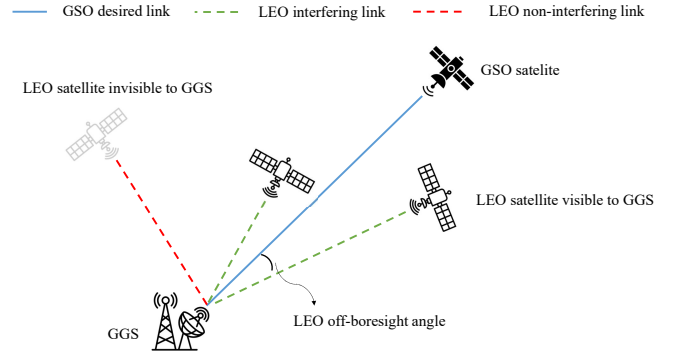 GSO desired link
LEO interfering link
LEO non-interfering link
GSO satelite
LEO satellite invisible to GGS
LEO satellite visible to GGS
LEO off-boresight angle
GGS